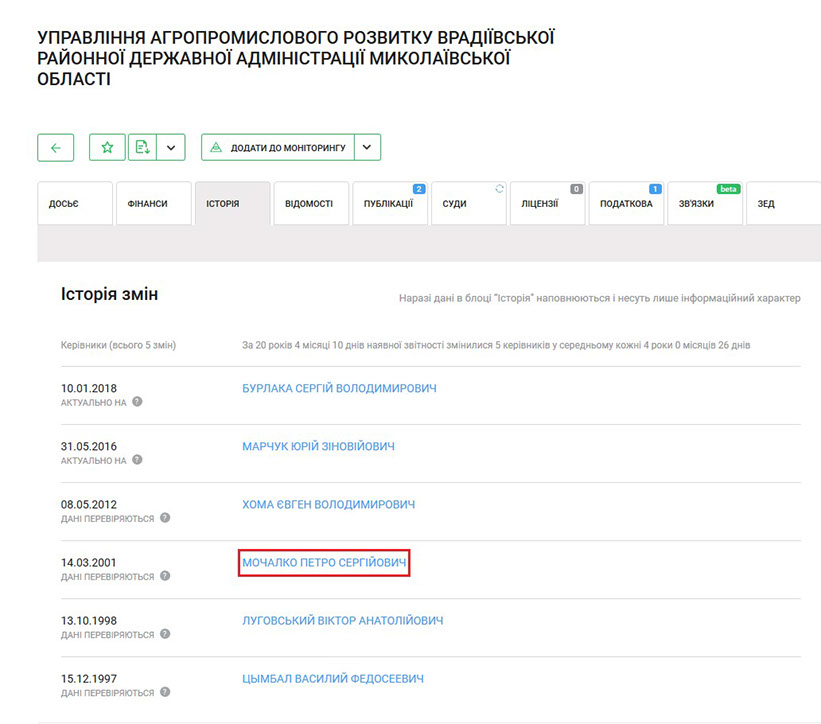 УПРАВЛІННЯ АГРОПРОМИСЛОВОГО РОЗВИТКУ ВРАДІЇВСЬКОЇ
РАЙОННОЇ ДЕРЖАВНОЇ АДМІНІСТРАЦІЇ МИКОЛАЇВСЬКОЇ
ОБЛАСТІ
ДОДАТИ ДО МОНІТОРИНГУ
2 0 1 beta
ДОСЬЄ ФІНАНСИ ІСТОРІЯ ВІДОМОСТІ ПУБЛІКАЦІЇ СУДИ ЛІЦЕНЗІЇ ПОДАТКОВА ЗВ'ЯЗКИ ЗЕД
Історія змін
Наразі дані в блоці "Історія" наповнюються і несуть лише інформаційний характер
Керівники (всього 5 змін) За 20 років 4 місяці 10 днів наявної звітності змінилися 5 керівників у середньому кожні 4 роки 0 місяців 26 днів
10.01.2018 БУРЛАКА СЕРГІЙ ВОЛОДИМИРОВИЧ
АКТУАЛЬНО НА ?
31.05.2016 МАРЧУК ЮРІЙ ЗІНОВІЙОВИЧ
АКТУАЛЬНО НА ?
08.05.2012 ХОМА ЄВГЕН ВОЛОДИМИРОВИЧ
ДАНІ ПЕРЕВІРЯЮТЬСЯ ?
14.03.2001 МОЧАЛКО ПЕТРО СЕРГІЙОВИЧ
ДАНІ ПЕРЕВІРЯЮТЬСЯ ?
13.10.1998 ЛУГОВСЬКИЙ ВІКТОР АНАТОЛІЙОВИЧ
ДАНІ ПЕРЕВІРЯЮТЬСЯ ?
15.12.1997 ЦЫМБАЛ ВАСИЛИЙ ФЕДОСЕЕВИЧ
ДАНІ ПЕРЕВІРЯЮТЬСЯ ?